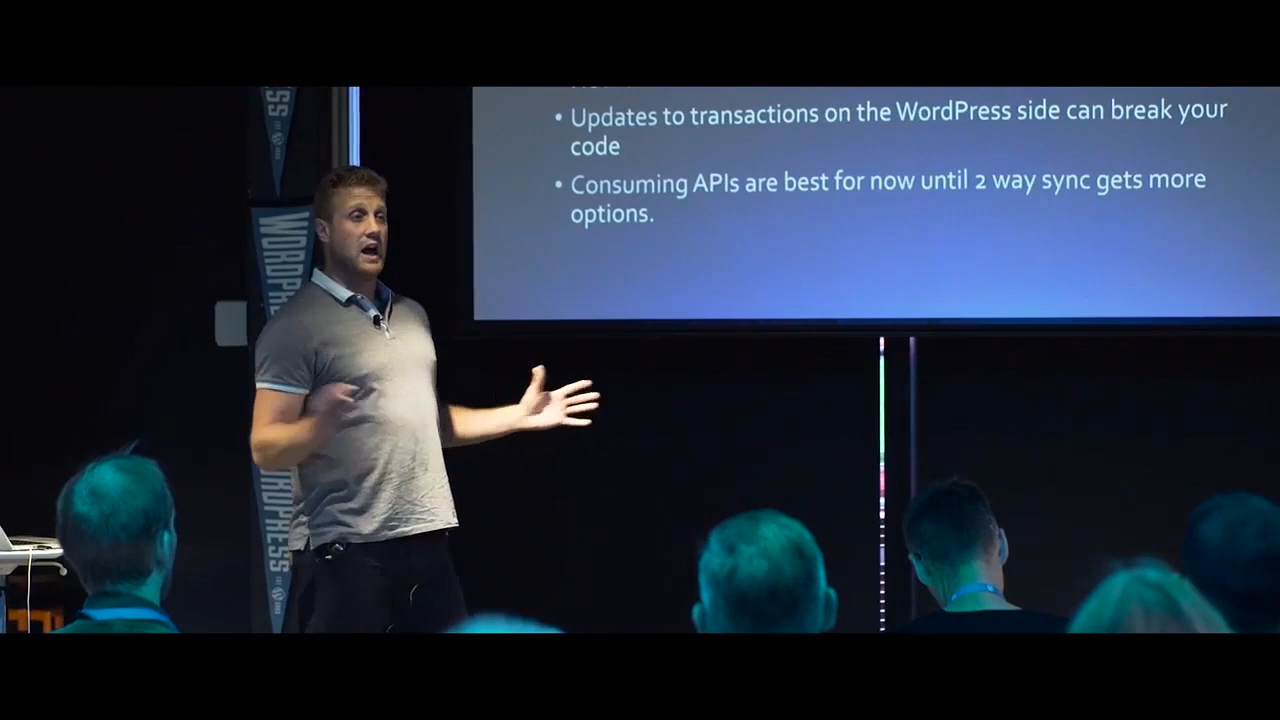 • Updates to transactions on the WordPress side can break your
code
• Consuming APIs are best for now until 2 way sync gets more
options.